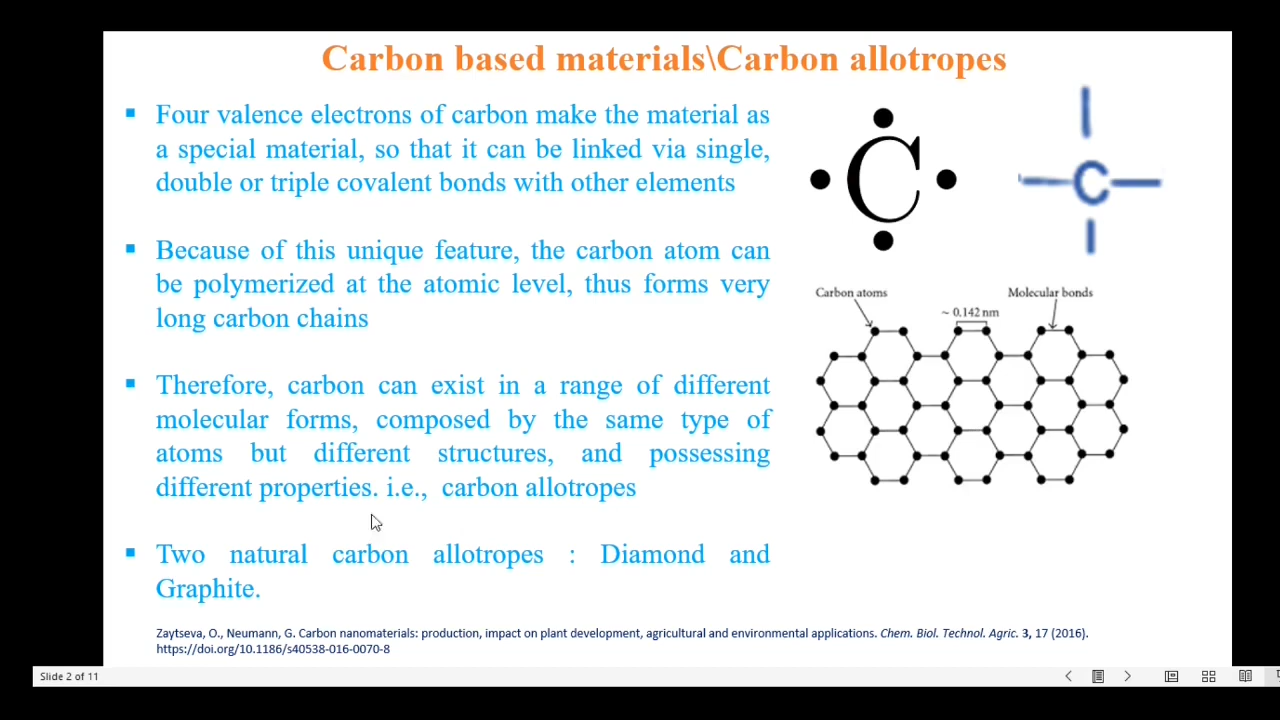 Carbon based materials\Carbon allotropes
▪ Four valence electrons of carbon make the material as
a special material, so that it can be linked via single,
double or triple covalent bonds with other elements
▪ Because of this unique feature, the carbon atom can
be polymerized at the atomic level, thus forms very
long carbon chains
▪ Therefore, carbon can exist in a range of different
molecular forms, composed by the same type of
atoms but different structures, and possessing
different properties. i.e., carbon allotropes
▪ Two natural carbon allotropes : Diamond and
Graphite.
C
C
Carbon atoms
Molecular bonds
~ 0.142 nm
Zaytseva, O., Neumann, G. Carbon nanomaterials: production, impact on plant development, agricultural and environmental applications. Chem. Biol. Technol. Agric. 3, 17 (2016).
https://doi.org/10.1186/s40538-016-0070-8
Slide 2 of 11